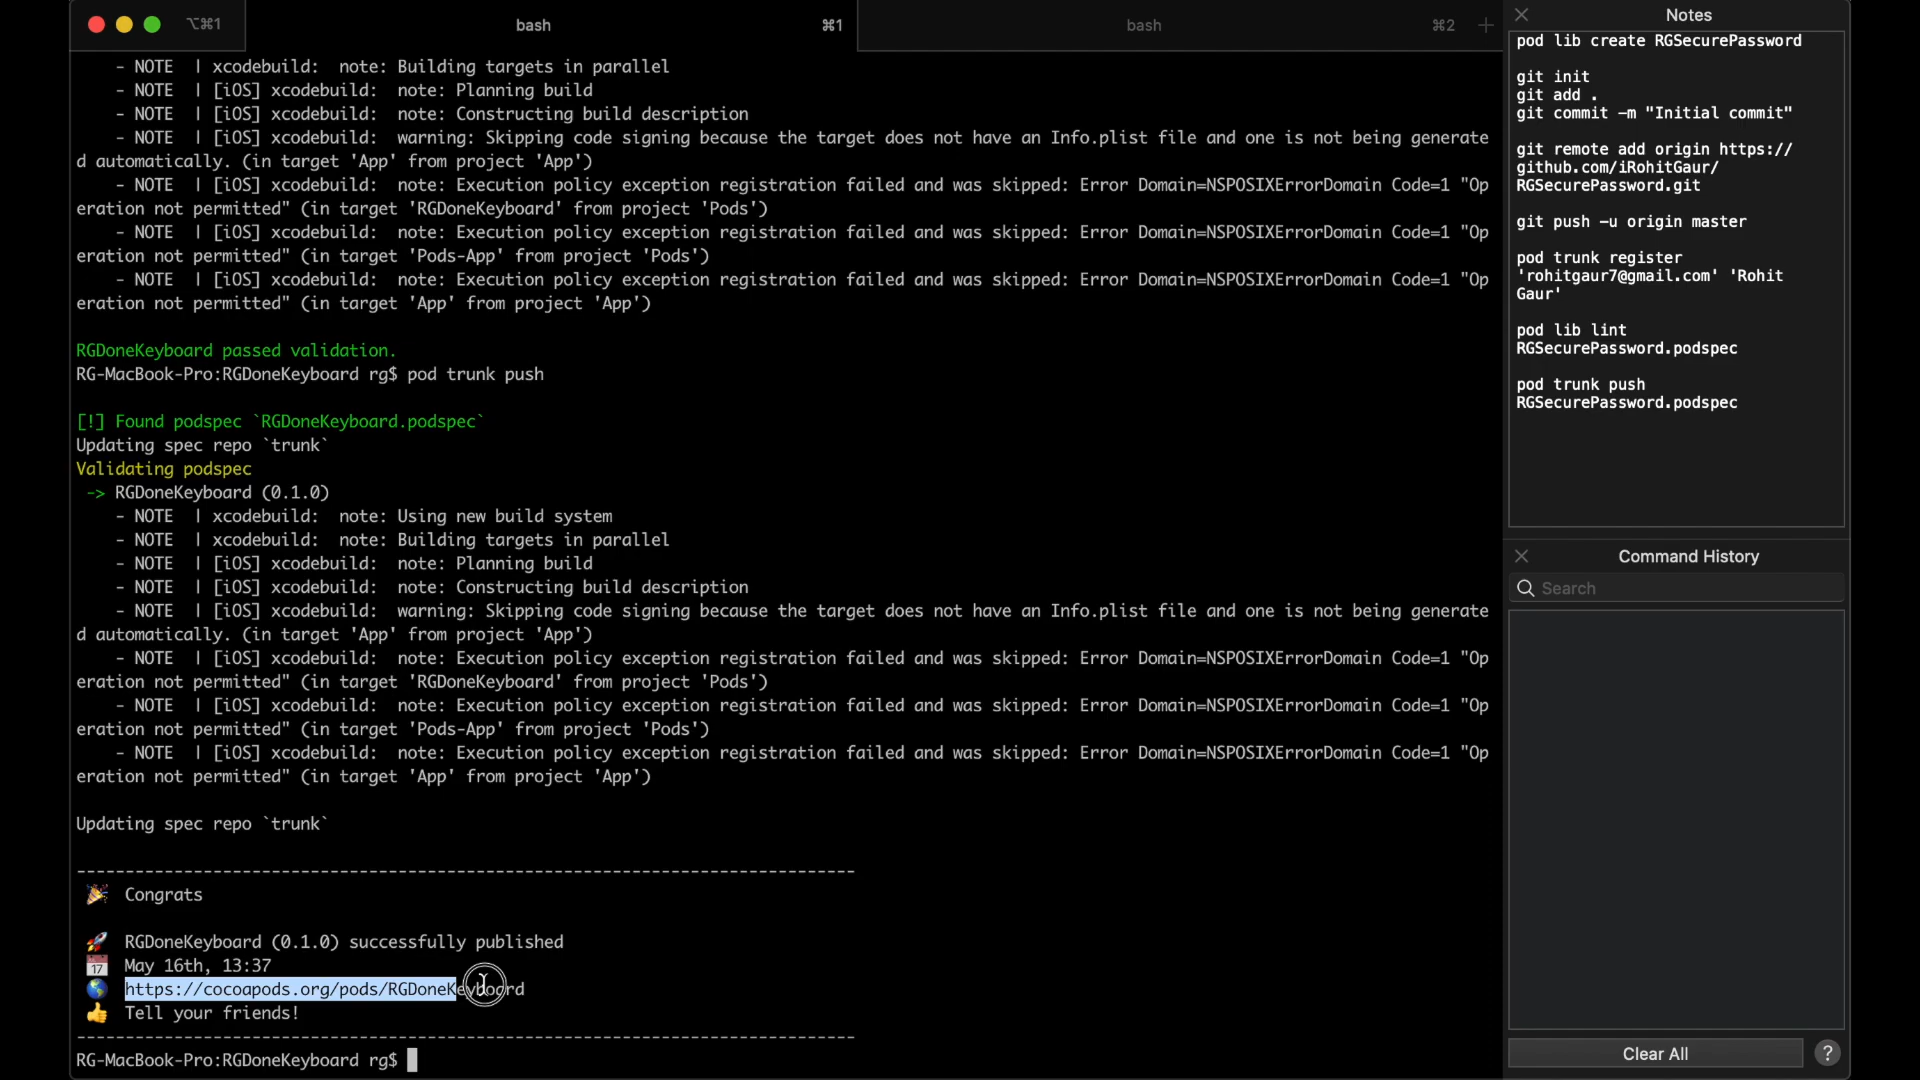 ⌥⌘1
bash
⌘1
bash
⌘2
- NOTE  | xcodebuild:  note: Building targets in parallel
- NOTE  | [iOS] xcodebuild:  note: Planning build
- NOTE  | [iOS] xcodebuild:  note: Constructing build description
- NOTE  | [iOS] xcodebuild:  warning: Skipping code signing because the target does not have an Info.plist file and one is not being generate
d automatically. (in target 'App' from project 'App')
- NOTE  | [iOS] xcodebuild:  note: Execution policy exception registration failed and was skipped: Error Domain=NSPOSIXErrorDomain Code=1 "Op
eration not permitted" (in target 'RGDoneKeyboard' from project 'Pods')
- NOTE  | [iOS] xcodebuild:  note: Execution policy exception registration failed and was skipped: Error Domain=NSPOSIXErrorDomain Code=1 "Op
eration not permitted" (in target 'Pods-App' from project 'Pods')
- NOTE  | [iOS] xcodebuild:  note: Execution policy exception registration failed and was skipped: Error Domain=NSPOSIXErrorDomain Code=1 "Op
eration not permitted" (in target 'App' from project 'App')
RGDoneKeyboard passed validation.
RG-MacBook-Pro:RGDoneKeyboard rg$ pod trunk push
[!] Found podspec `RGDoneKeyboard.podspec`
Updating spec repo `trunk`
Validating podspec
-> RGDoneKeyboard (0.1.0)
- NOTE  | xcodebuild:  note: Using new build system
- NOTE  | xcodebuild:  note: Building targets in parallel
- NOTE  | [iOS] xcodebuild:  note: Planning build
- NOTE  | [iOS] xcodebuild:  note: Constructing build description
- NOTE  | [iOS] xcodebuild:  warning: Skipping code signing because the target does not have an Info.plist file and one is not being generate
d automatically. (in target 'App' from project 'App')
- NOTE  | [iOS] xcodebuild:  note: Execution policy exception registration failed and was skipped: Error Domain=NSPOSIXErrorDomain Code=1 "Op
eration not permitted" (in target 'RGDoneKeyboard' from project 'Pods')
- NOTE  | [iOS] xcodebuild:  note: Execution policy exception registration failed and was skipped: Error Domain=NSPOSIXErrorDomain Code=1 "Op
eration not permitted" (in target 'Pods-App' from project 'Pods')
- NOTE  | [iOS] xcodebuild:  note: Execution policy exception registration failed and was skipped: Error Domain=NSPOSIXErrorDomain Code=1 "Op
eration not permitted" (in target 'App' from project 'App')
Updating spec repo `trunk`
--------------------------------------------------------------------------------
🎉  Congrats
🚀  RGDoneKeyboard (0.1.0) successfully published
📅  May 16th, 13:37
🌎  https://cocoapods.org/pods/RGDoneKeyboard
👍  Tell your friends!
--------------------------------------------------------------------------------
RG-MacBook-Pro:RGDoneKeyboard rg$
Notes
pod lib create RGSecurePassword
git init
git add .
git commit -m "Initial commit"
git remote add origin https://
github.com/iRohitGaur/
RGSecurePassword.git
git push -u origin master
pod trunk register
'rohitgaur7@gmail.com' 'Rohit
Gaur'
pod lib lint
RGSecurePassword.podspec
pod trunk push
RGSecurePassword.podspec
Command History
Search
Clear All
?